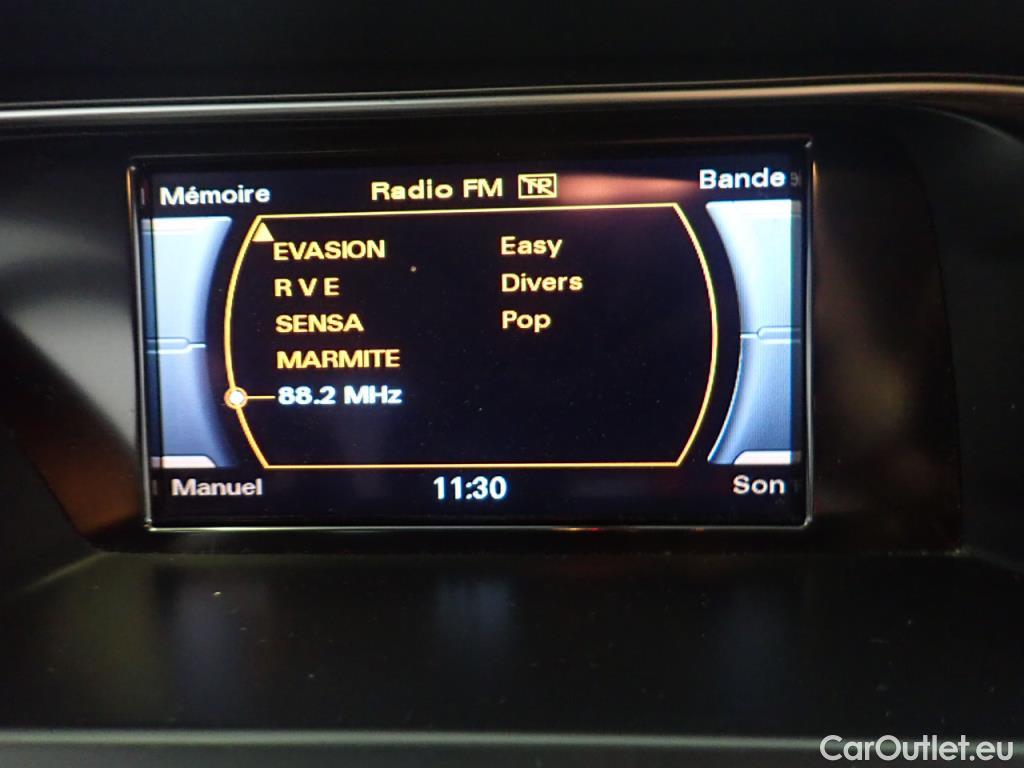 Mémoire Radio FM TP Bande
EVASION Easy
R V E Divers
SENSA Pop
MARMITE
88.2 MHz
Manuel 11:30 Son
CarOutlet.eu